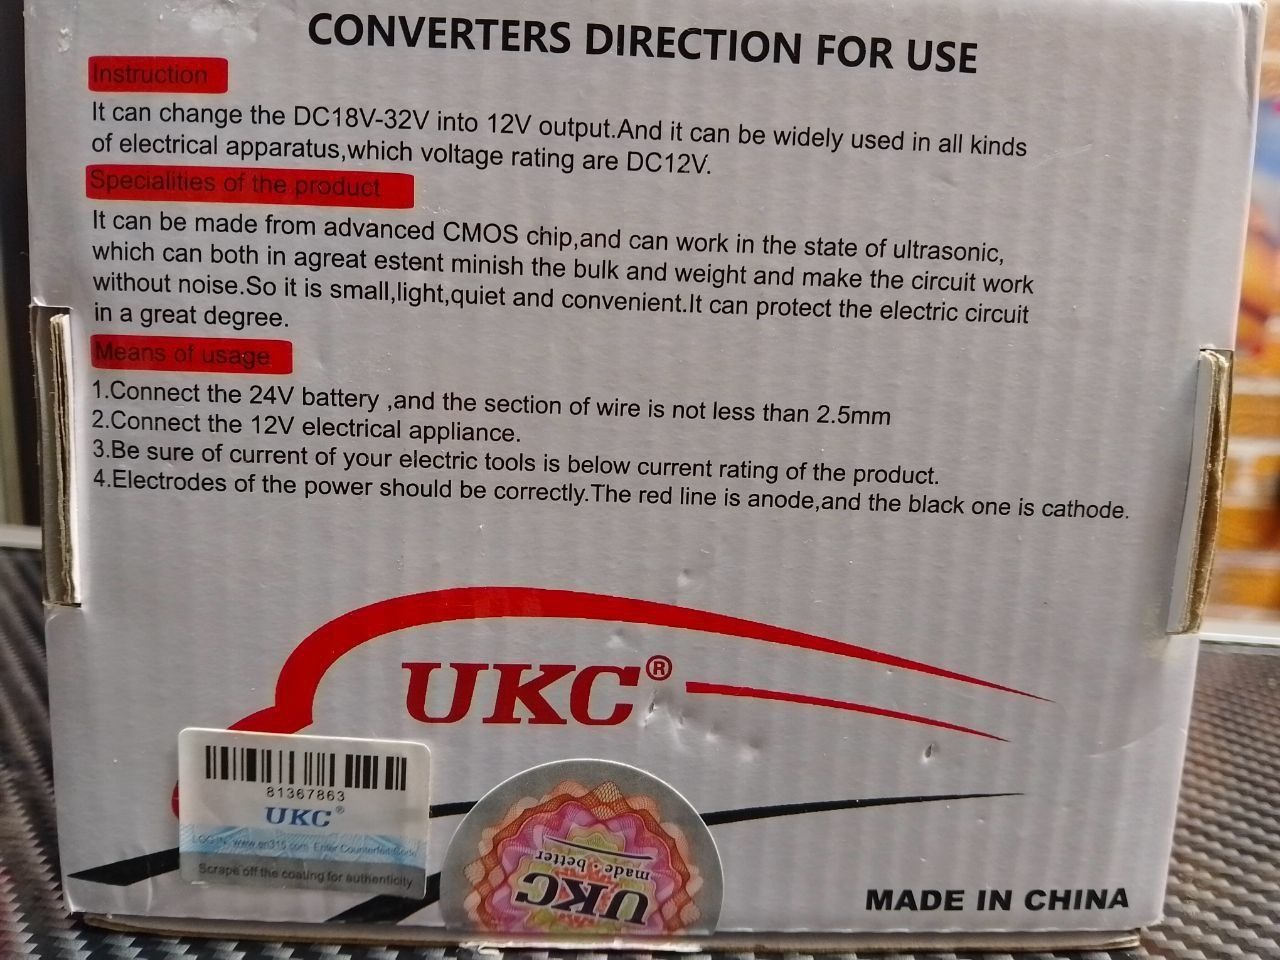 CONVERTERS DIRECTION FOR USE
Instruction
It can change the DC18V-32V into 12V output.And it can be widely used in all kinds
of electrical apparatus,which voltage rating are DC12V.
Specialities of the product
It can be made from advanced CMOS chip,and can work in the state of ultrasonic,
which can both in agreat estent minish the bulk and weight and make the circuit work
without noise.So it is small,light,quiet and convenient.It can protect the electric circuit
in a great degree.
Means of usage
1.Connect the 24V battery ,and the section of wire is not less than 2.5mm
2.Connect the 12V electrical appliance.
3.Be sure of current of your electric tools is below current rating of the product.
4.Electrodes of the power should be correctly.The red line is anode,and the black one is cathode.
UKC®
81367863
UKC®
LOG IN: www.en315.com Enter Counterfeit Code
Scrape off the coating for authenticity
UKC
made·better
MADE IN CHINA